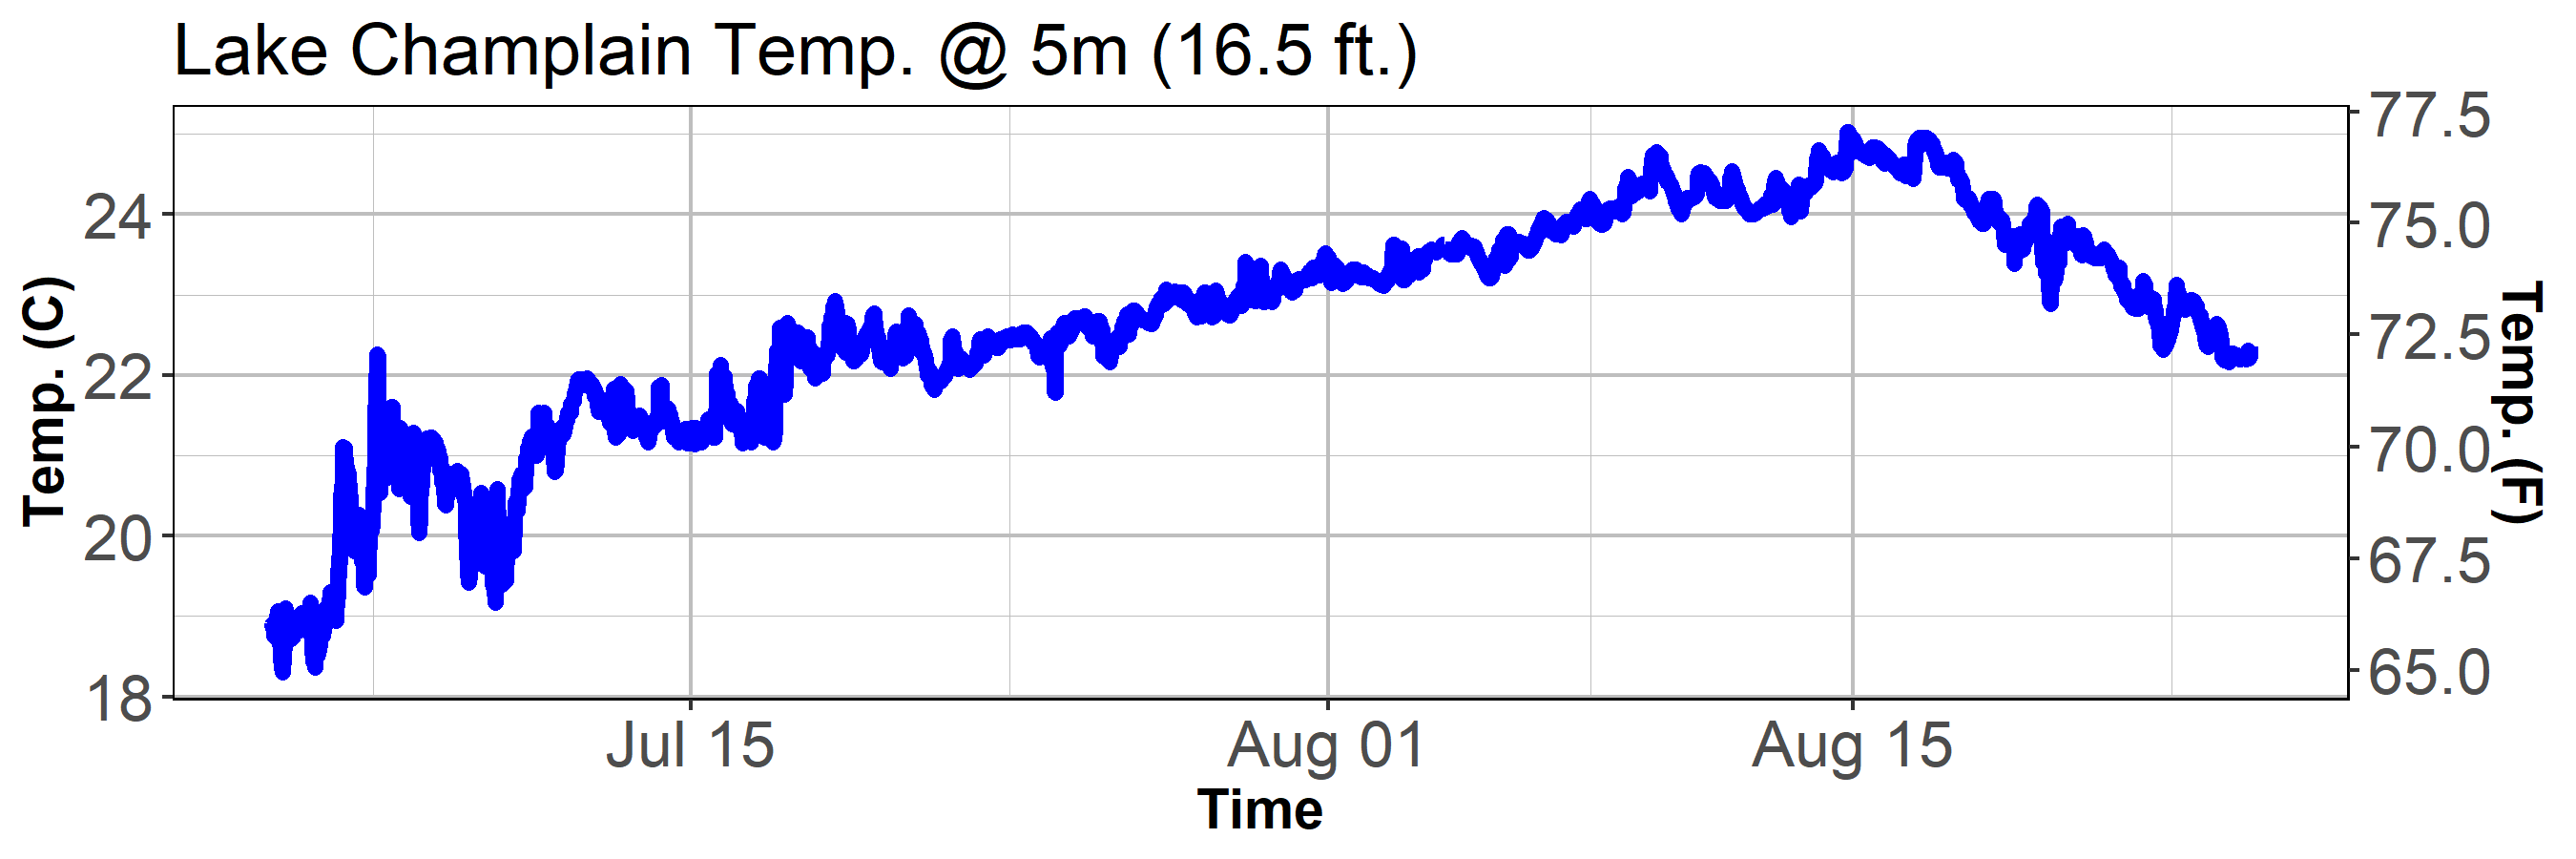 Lake Champlain Temp. @ 5m (16.5 ft.)
Temp. (C)
24
22
20
18
77.5
75.0
72.5
70.0
67.5
65.0
Temp. (F)
Jul 15
Aug 01
Aug 15
Time